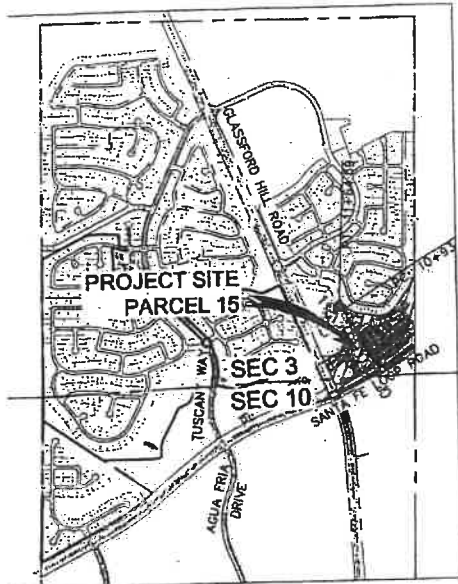 GLASSFORD HILL ROAD
PROJECT SITE
PARCEL 15
SEC 3
SEC 10
TUSCAN WA
SANTA FE LOOP ROAD
AGUA FRIA
DRIVE